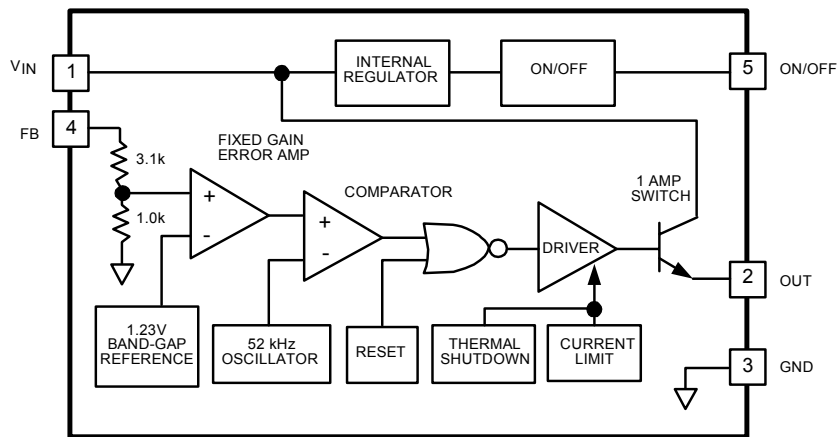 VIN
1
INTERNAL
REGULATOR
ON/OFF
5
ON/OFF
FB
4
3.1k
1.0k
FIXED GAIN
ERROR AMP
+
-
COMPARATOR
+
-
1 AMP
SWITCH
DRIVER
2
OUT
1.23V
BAND-GAP
REFERENCE
52 kHz
OSCILLATOR
RESET
THERMAL
SHUTDOWN
CURRENT
LIMIT
3
GND